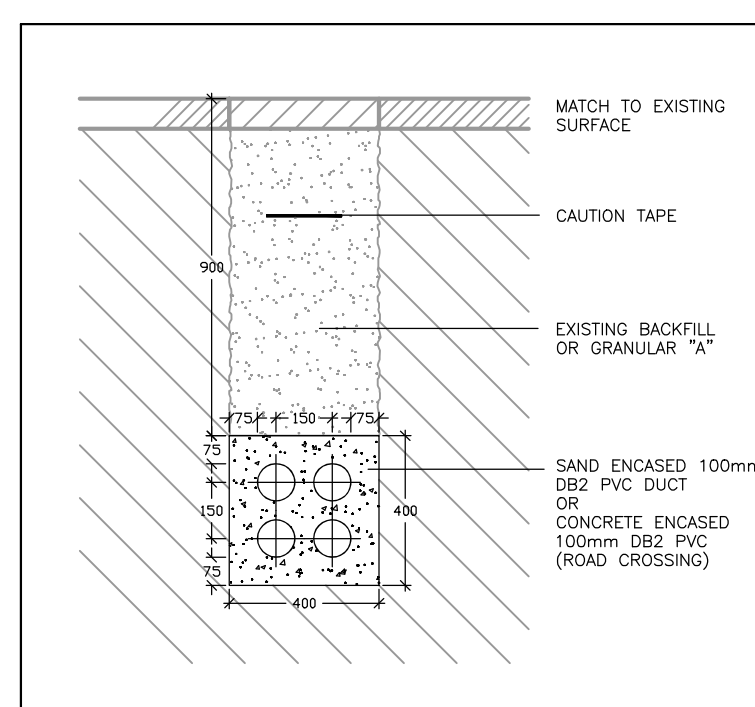 MATCH TO EXISTING
SURFACE
CAUTION TAPE
900
EXISTING BACKFILL
OR GRANULAR "A"
75 150 75
75
SAND ENCASED 100mm
DB2 PVC DUCT
OR
CONCRETE ENCASED
100mm DB2 PVC
(ROAD CROSSING)
150
400
75
400